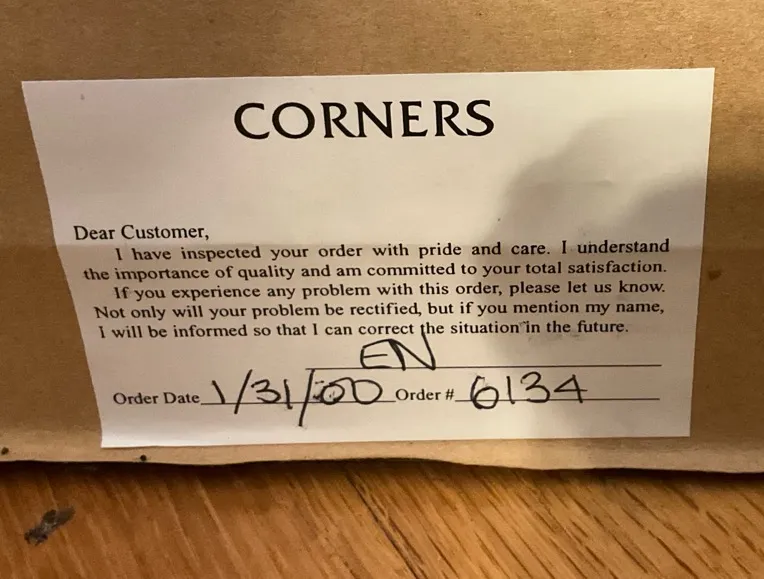 CORNERS
Dear Customer,
I have inspected your order with pride and care. I understand
the importance of quality and am committed to your total satisfaction.
If you experience any problem with this order, please let us know.
Not only will your problem be rectified, but if you mention my name,
I will be informed so that I can correct the situation in the future.
EN
Order Date 1/31/00 Order # 6134